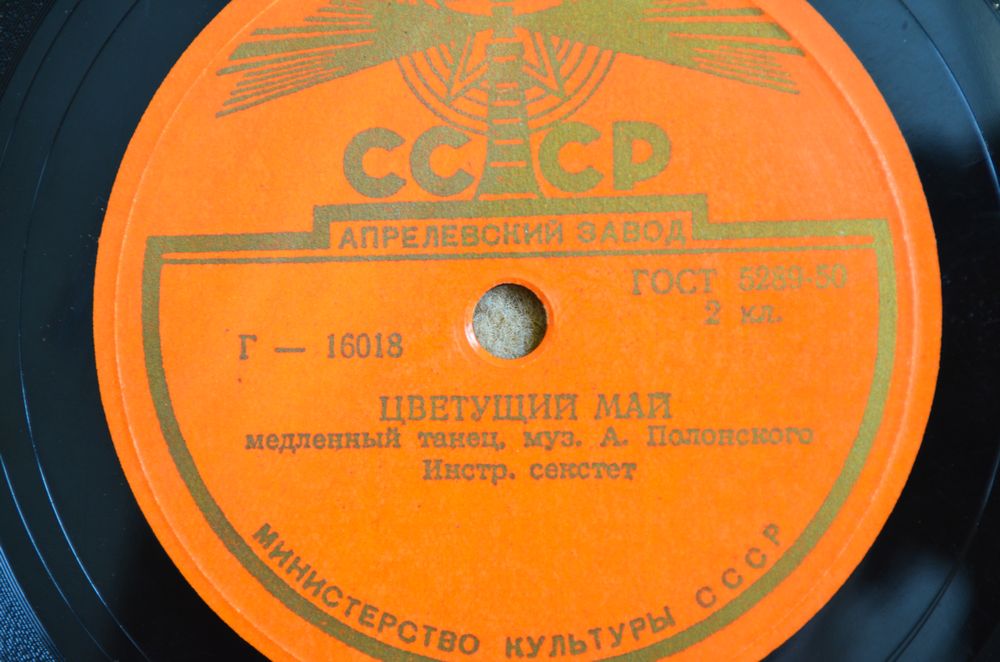 СССР
АПРЕЛЕВСКИЙ ЗАВОД
ГОСТ 5289-50
2 кл.
Г — 16018
ЦВЕТУЩИЙ МАЙ
медленный танец, муз. А. Полонского
Инстр. секстет
МИНИСТЕРСТВО КУЛЬТУРЫ СССР